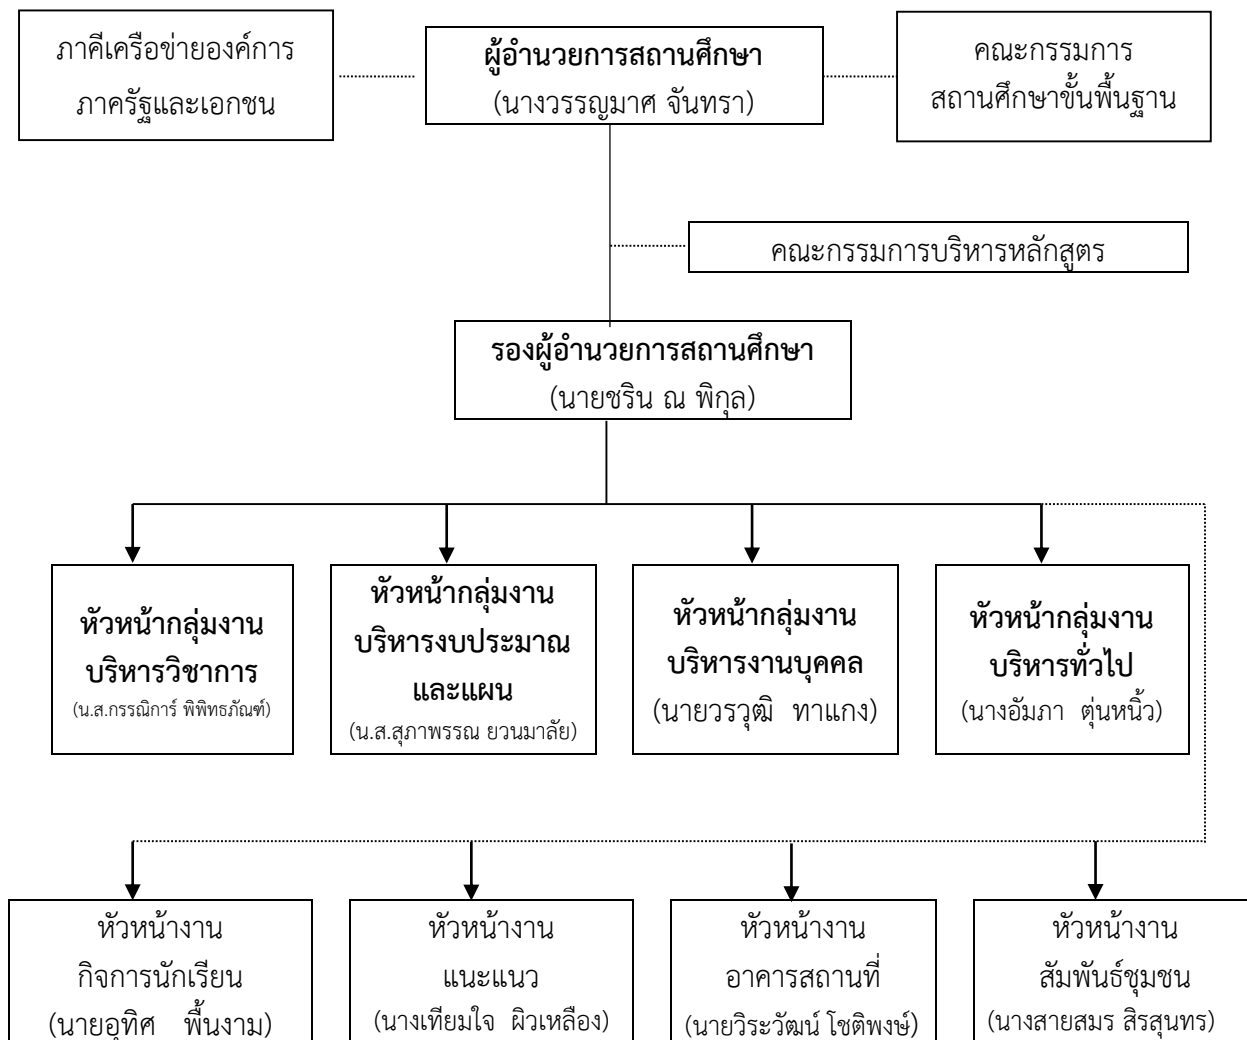 ภาคีเครือข่ายองค์การ
ภาครัฐและเอกชน
ผู้อำนวยการสถานศึกษา
(นางวรรญมาศ จันทรา)
คณะกรรมการ
สถานศึกษาขั้นพื้นฐาน
คณะกรรมการบริหารหลักสูตร
รองผู้อำนวยการสถานศึกษา
(นายชริน ณ พิกุล)
หัวหน้ากลุ่มงาน
บริหารวิชาการ
(น.ส.กรรณิการ์ พิพิทธภัณฑ์)
หัวหน้ากลุ่มงาน
บริหารงบประมาณ
และแผน
(น.ส.สุภาพรรณ ยวนมาลัย)
หัวหน้ากลุ่มงาน
บริหารงานบุคคล
(นายวรวุฒิ ทาแกง)
หัวหน้ากลุ่มงาน
บริหารทั่วไป
(นางอัมภา ตุ่นหนิ้ว)
หัวหน้างาน
กิจการนักเรียน
(นายอุทิศ พื้นงาม)
หัวหน้างาน
แนะแนว
(นางเทียมใจ ผิวเหลือง)
หัวหน้างาน
อาคารสถานที่
(นายวิระวัฒน์ โชติพงษ์)
หัวหน้างาน
สัมพันธ์ชุมชน
(นางสายสมร สิรสุนทร)